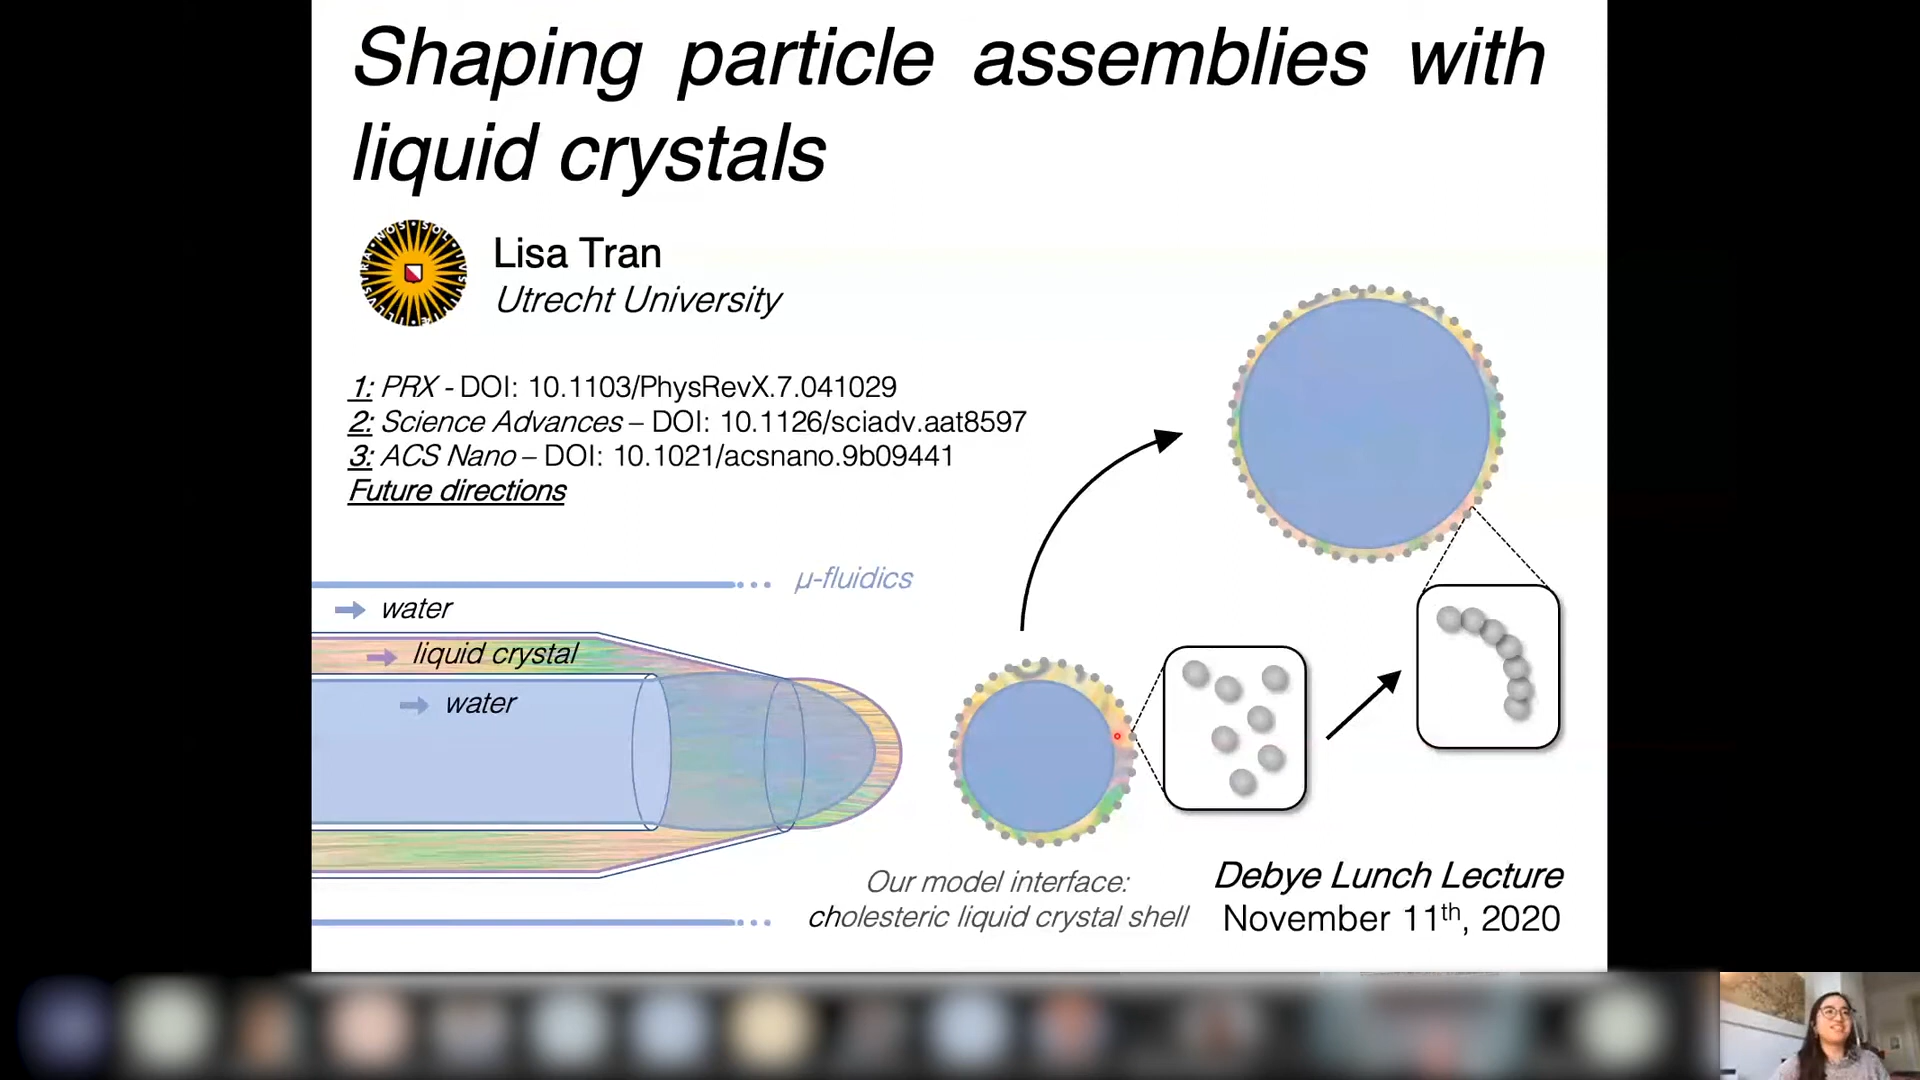 Shaping particle assemblies with
liquid crystals
Lisa Tran
Utrecht University
1: PRX - DOI: 10.1103/PhysRevX.7.041029
2: Science Advances – DOI: 10.1126/sciadv.aat8597
3: ACS Nano – DOI: 10.1021/acsnano.9b09441
Future directions
μ-fluidics
water
liquid crystal
water
Our model interface:
cholesteric liquid crystal shell
Debye Lunch Lecture
November 11th, 2020